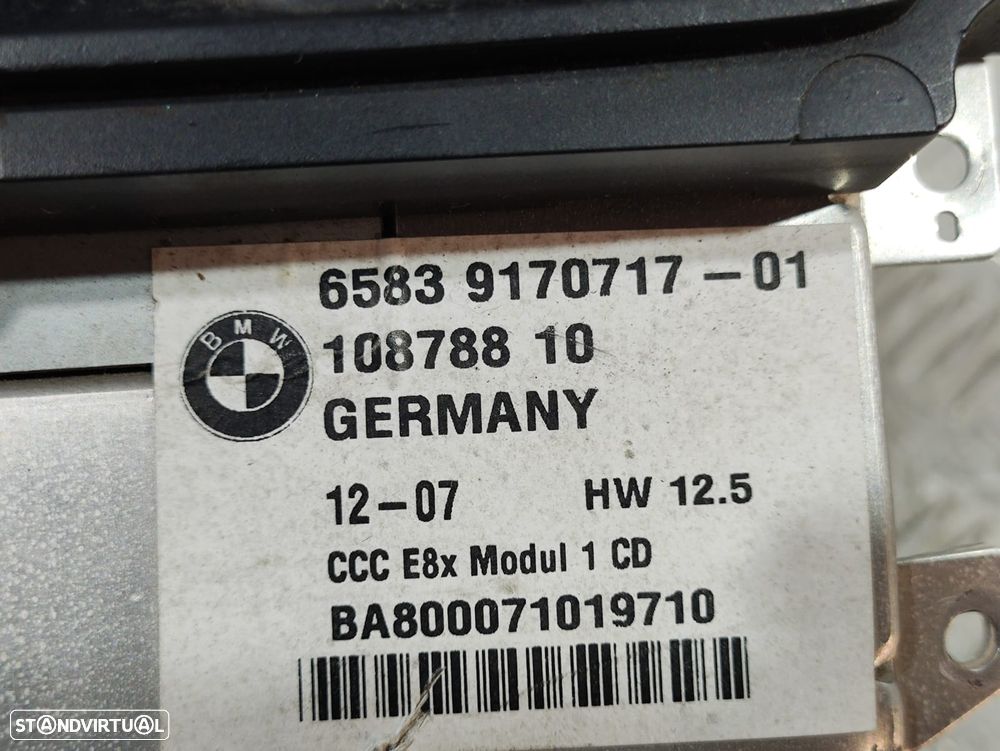 6583 9170717-01
108788 10
BMW
GERMANY
12-07 HW 12.5
CCC E8x Modul 1 CD
BA800071019710
STANDVIRTUAL